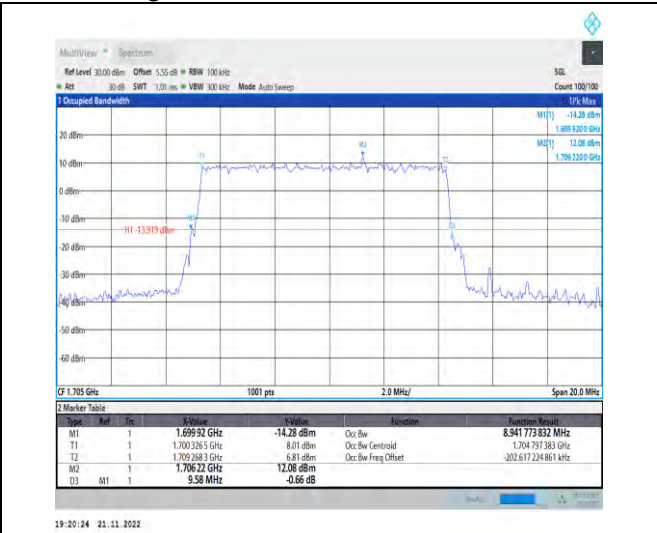 MultiView Spectrum
Ref Level 30.00 dBm Offset 5.55 dB RBW 100 kHz SGL
Att 30 dB SWT 1.01 ms VBW 300 kHz Mode Auto Sweep Count 100/100
1 Occupied Bandwidth 1Pk Max
M1[1] -14.28 dBm
1.699 9200 GHz
M2[1] 12.08 dBm
1.706 2200 GHz
20 dBm
M2
T1
T2
10 dBm
0 dBm
-10 dBm
M1
H1 -13.919 dBm
D3
-20 dBm
-30 dBm
-40 dBm
-50 dBm
-60 dBm
CF 1.705 GHz 1001 pts 2.0 MHz/ Span 20.0 MHz
2 Marker Table
Type Ref Trc X-Value Y-Value Function Function Result
M1 1 1.699 92 GHz -14.28 dBm Occ Bw 8.941 773 832 MHz
T1 1 1.700 326 5 GHz 8.01 dBm Occ Bw Centroid 1.704 797 383 GHz
T2 1 1.709 268 3 GHz 6.81 dBm Occ Bw Freq Offset -202.617 224 861 kHz
M2 1 1.706 22 GHz 12.08 dBm
D3 M1 1 9.58 MHz -0.66 dB
19:20:24 21.11.2022